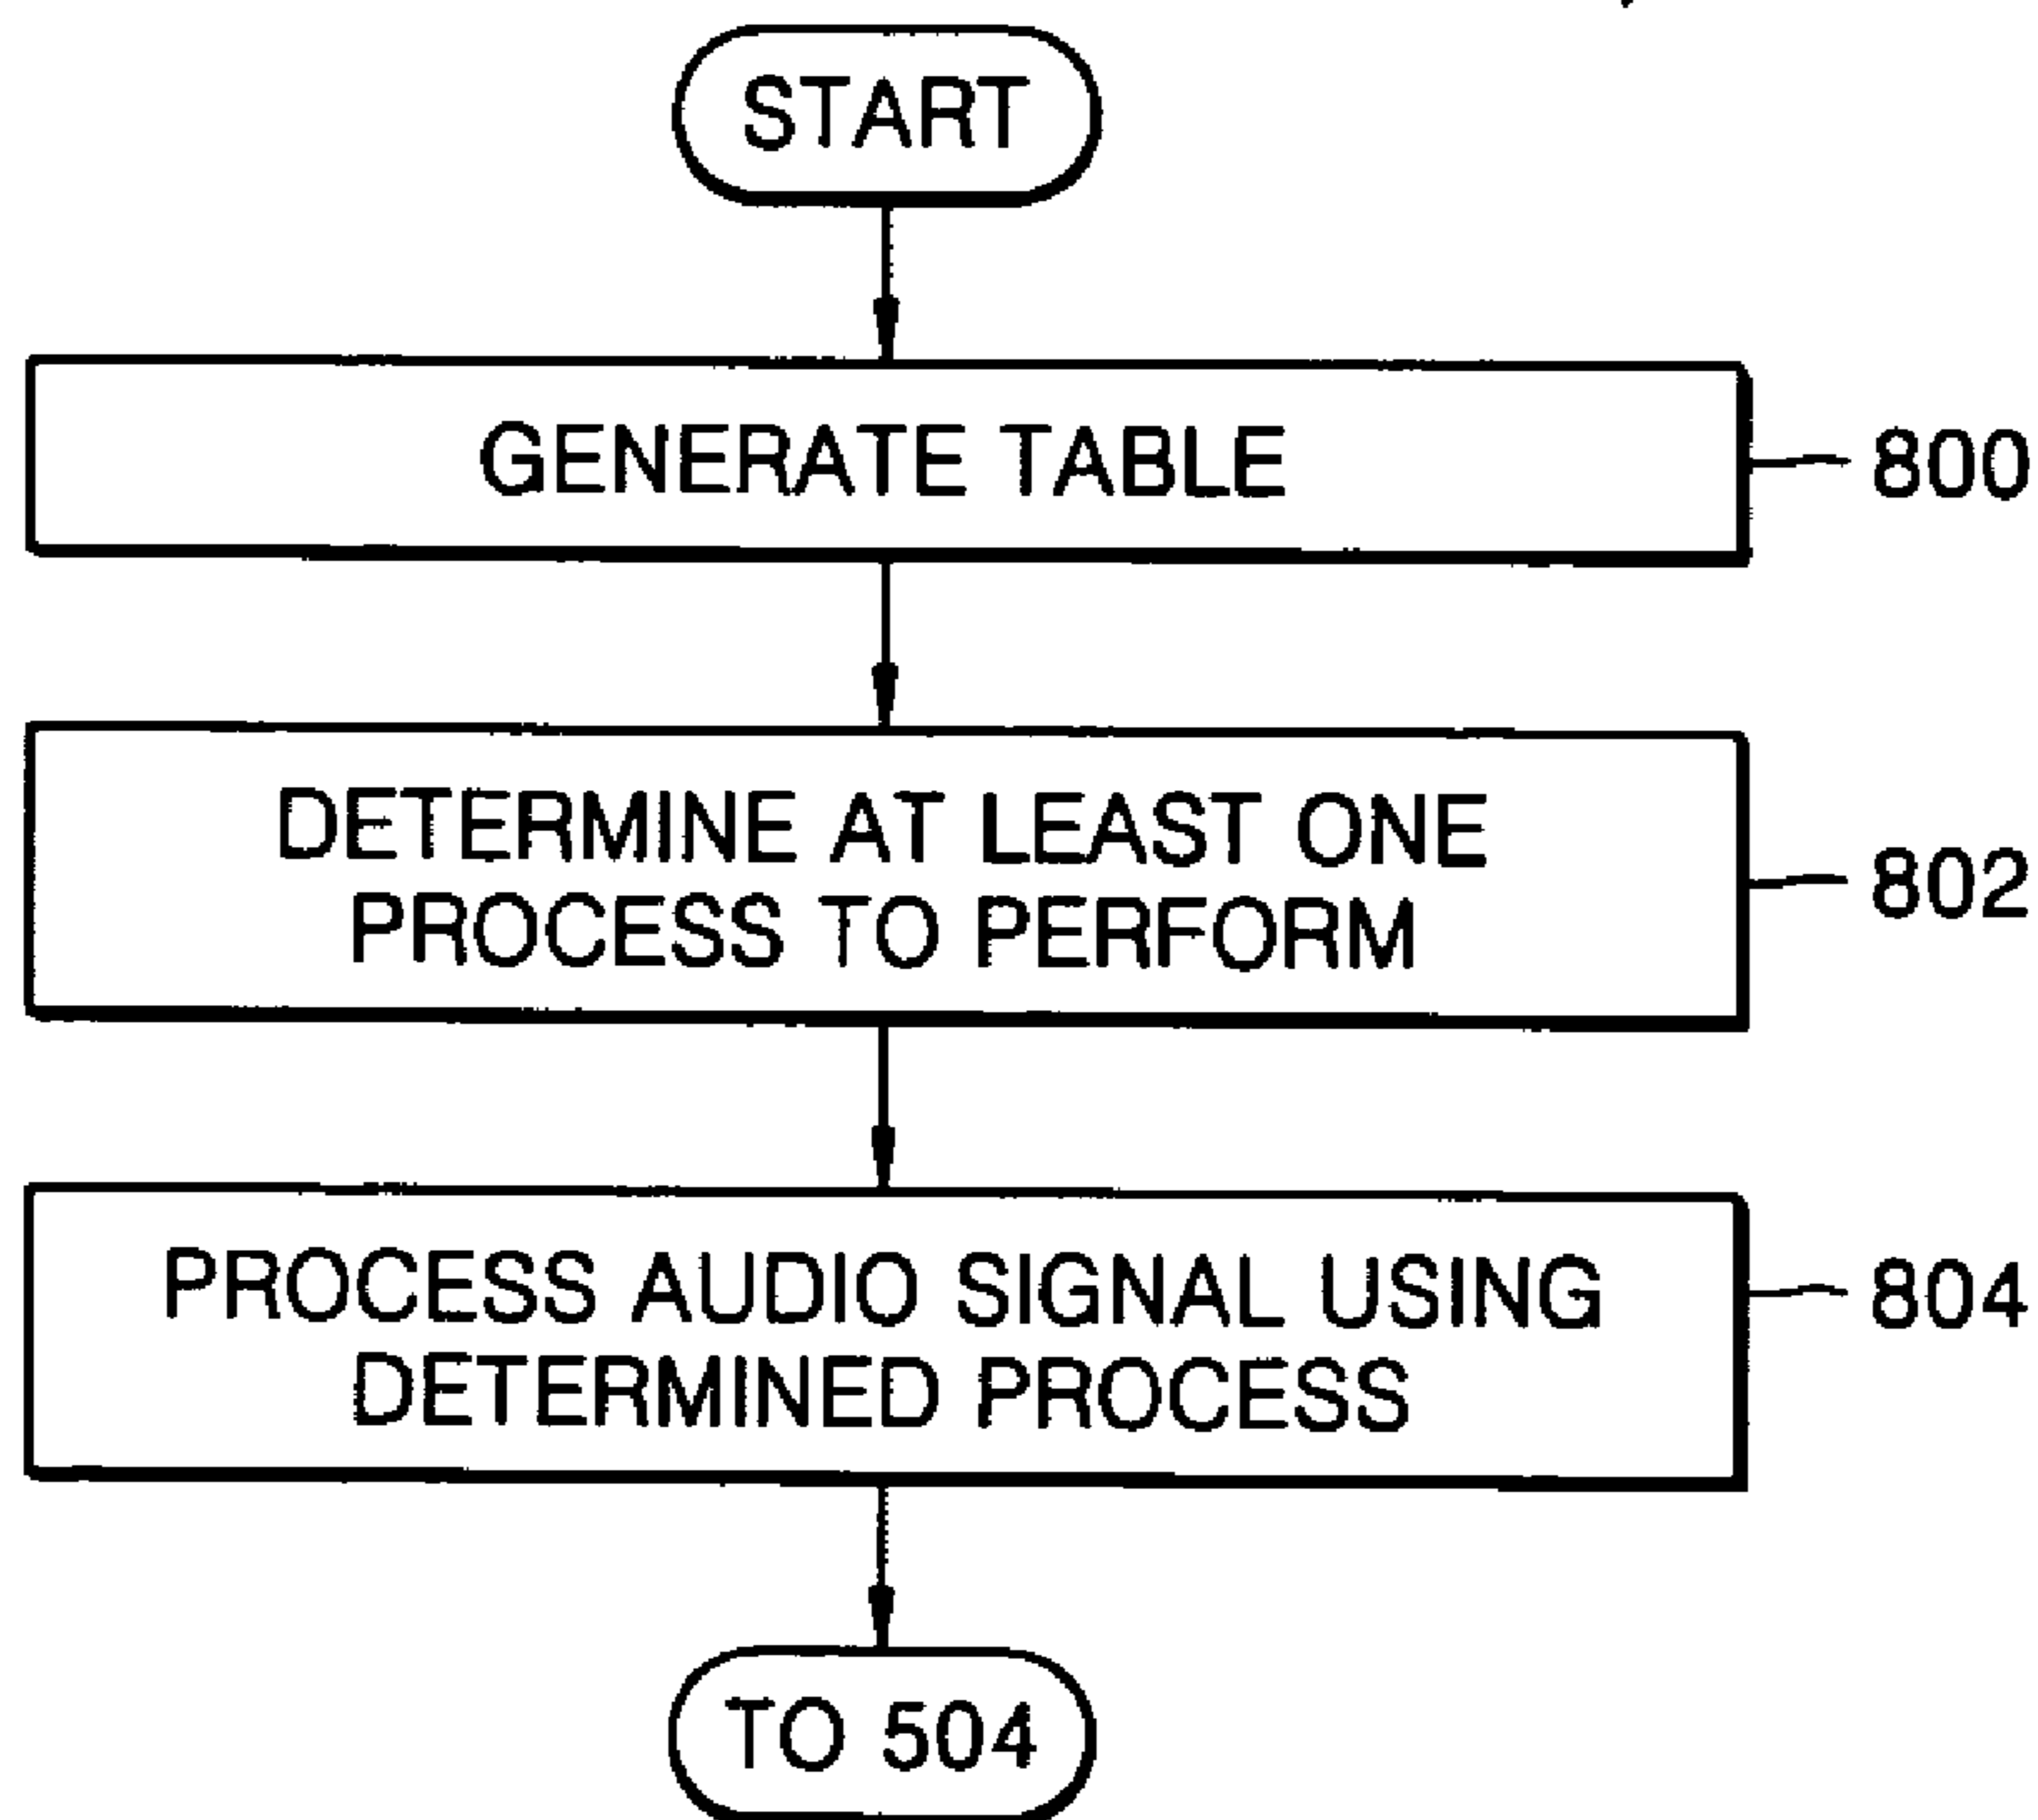 START
GENERATE TABLE
800
DETERMINE AT LEAST ONE
PROCESS TO PERFORM
802
PROCESS AUDIO SIGNAL USING
DETERMINED PROCESS
804
TO 504